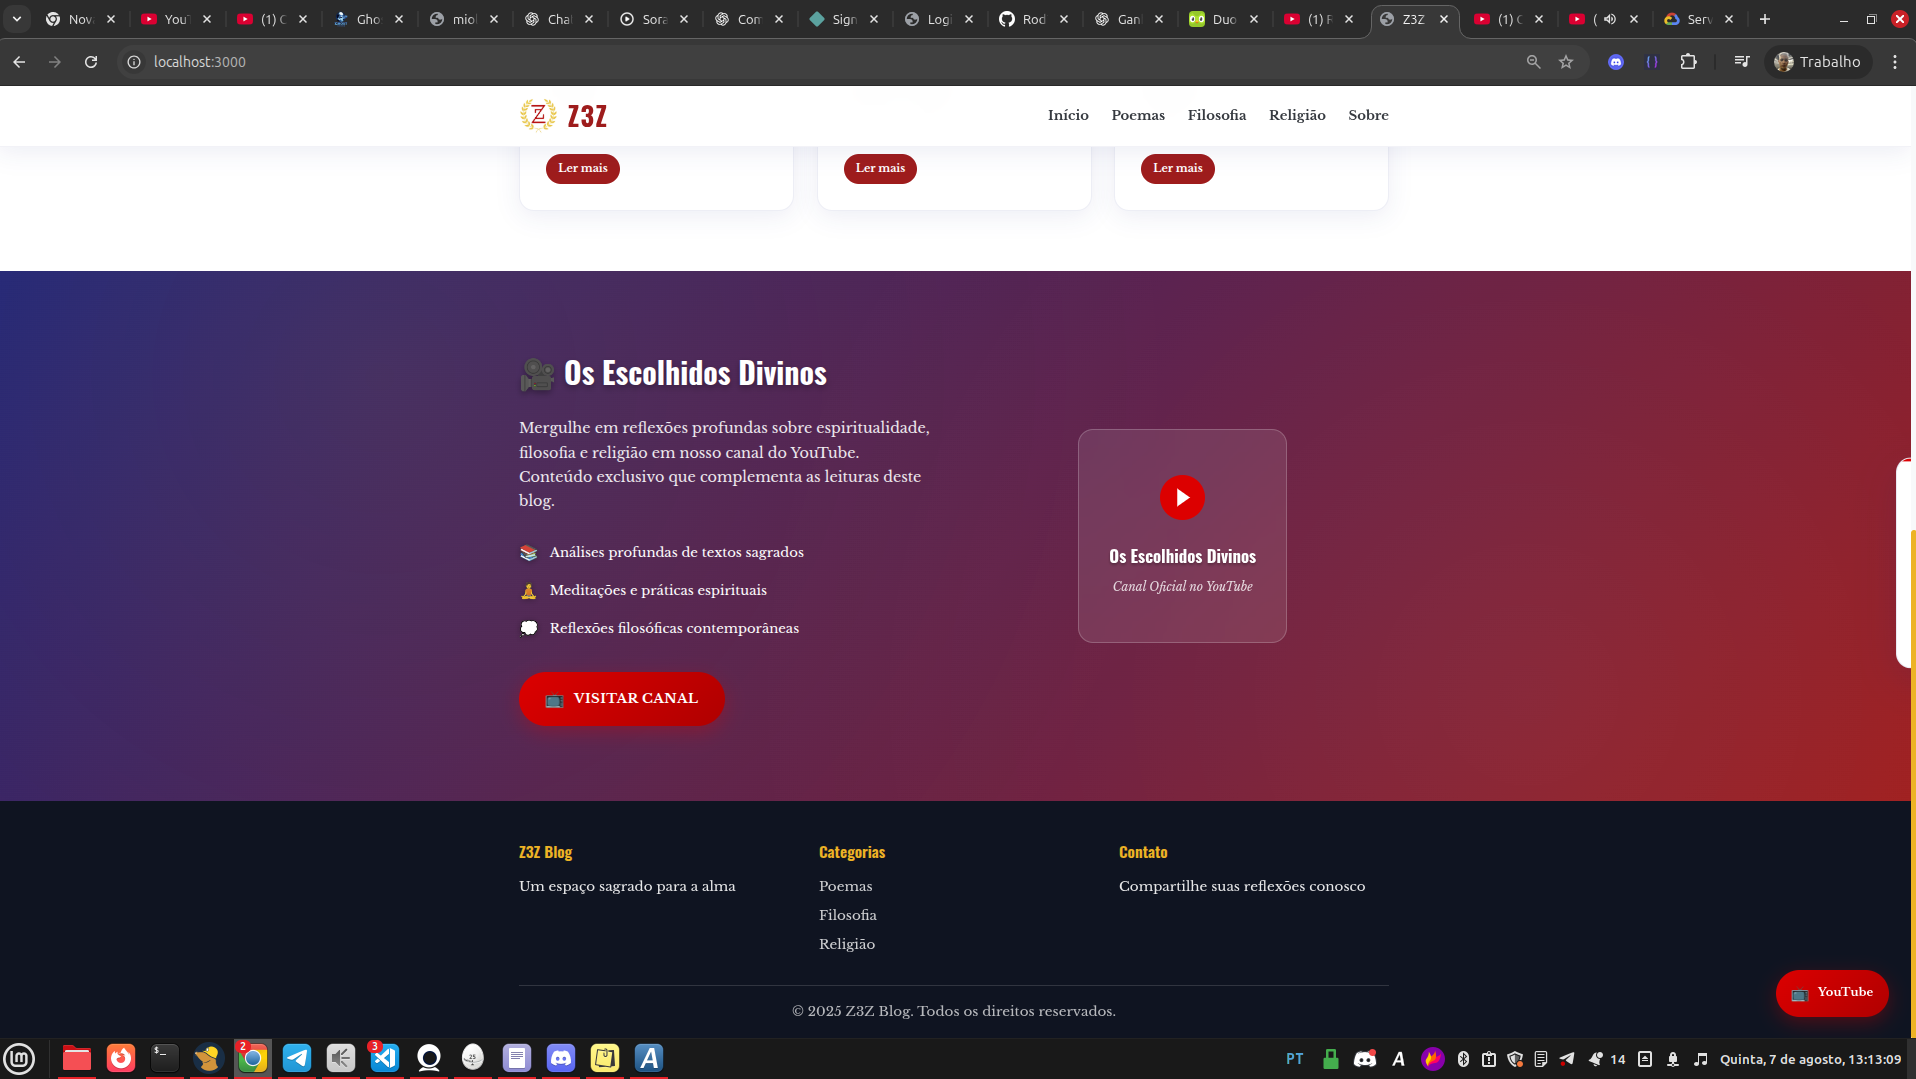 Nov
YouT
(1) C
Gho
miol
Chat
Sora
Com
Sign
Logi
Rod
Gan
Duo
(1) R
Z3Z
(1) C
(
Serv
localhost:3000
Trabalho
Z3Z
Início
Poemas
Filosofia
Religião
Sobre
Ler mais
Ler mais
Ler mais
Os Escolhidos Divinos
Mergulhe em reflexões profundas sobre espiritualidade,
filosofia e religião em nosso canal do YouTube.
Conteúdo exclusivo que complementa as leituras deste
blog.
Análises profundas de textos sagrados
Meditações e práticas espirituais
Reflexões filosóficas contemporâneas
VISITAR CANAL
Os Escolhidos Divinos
Canal Oficial no YouTube
Z3Z Blog
Um espaço sagrado para a alma
Categorias
Poemas
Filosofia
Religião
Contato
Compartilhe suas reflexões conosco
© 2025 Z3Z Blog. Todos os direitos reservados.
YouTube
2
3
25
PT
14
Quinta, 7 de agosto, 13:13:09